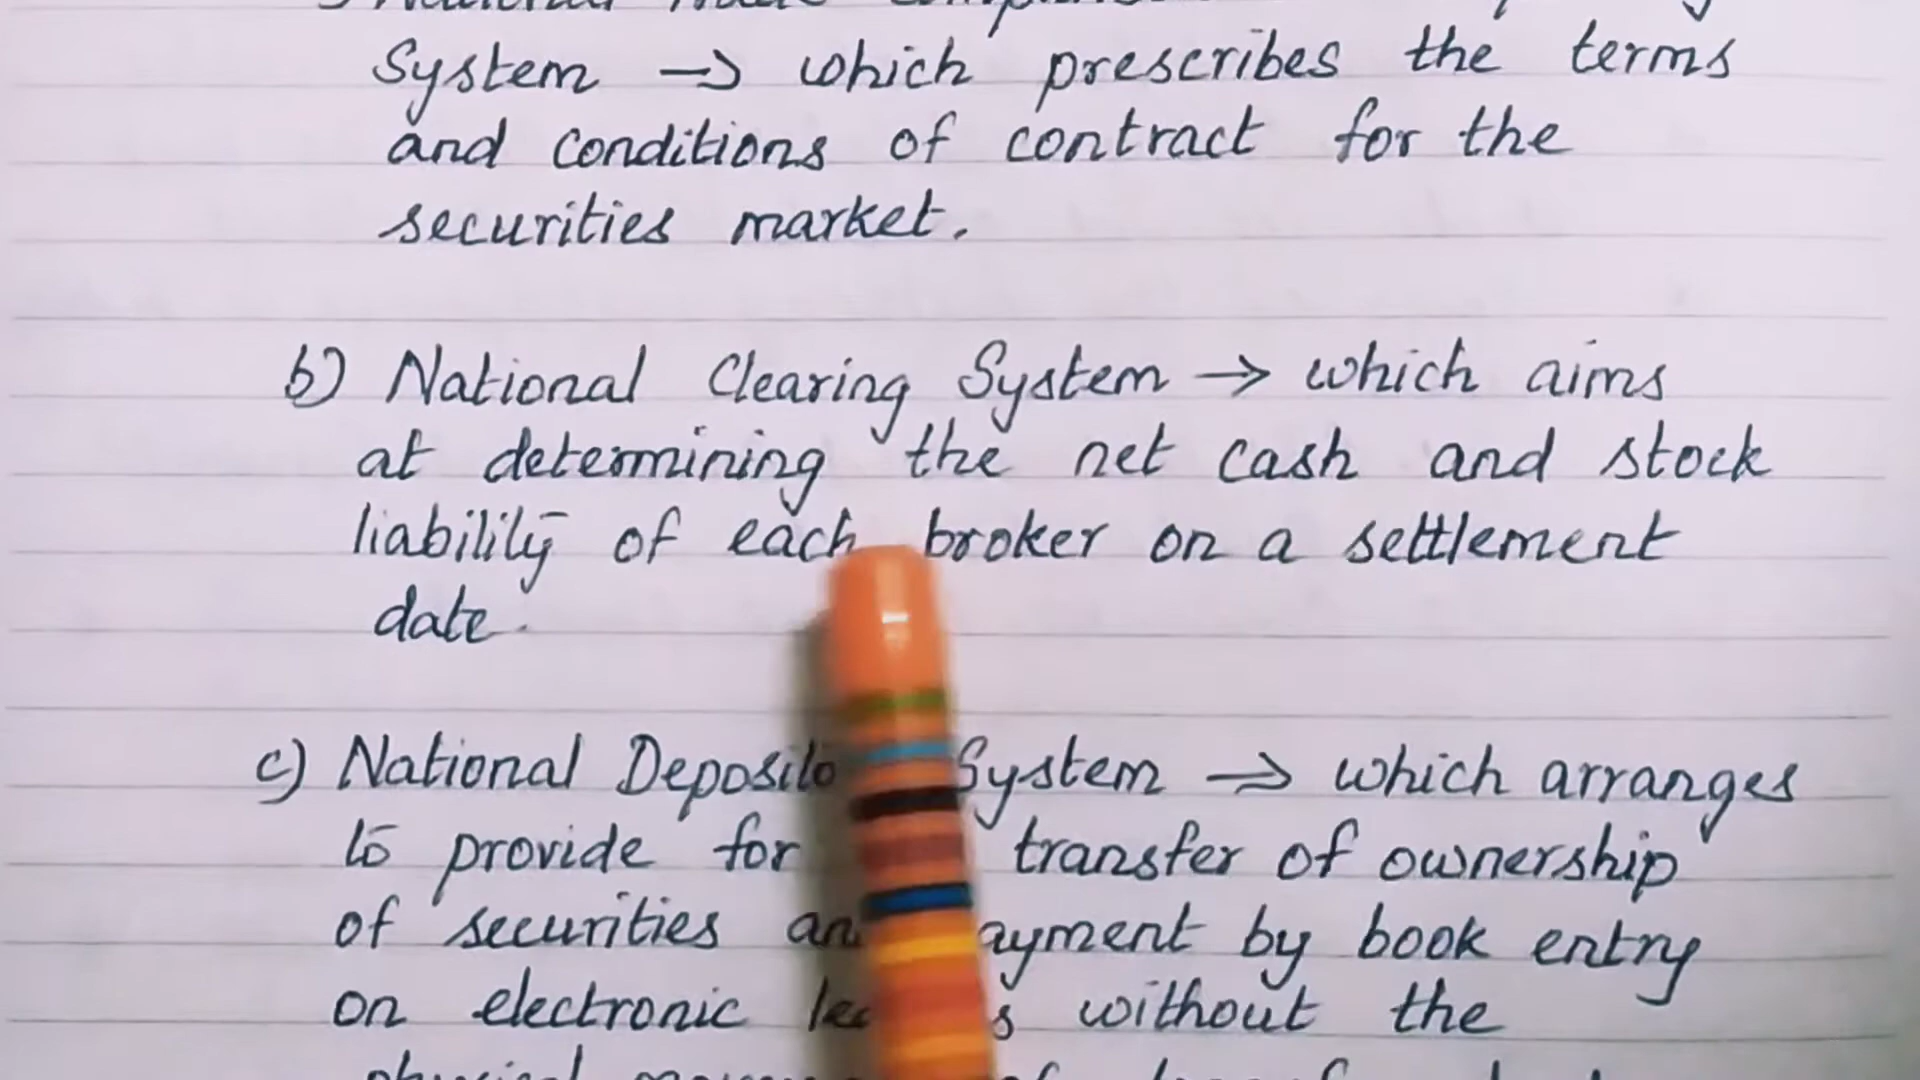 System → which prescribes the terms
and conditions of contract for the
securities market.
b) National Clearing System → which aims
at determining the net cash and stock
liability of each broker on a settlement
date.
c) National System ⇒ which arranges
to provide for transfer of ownership
of securities by book entry
on electronic without the